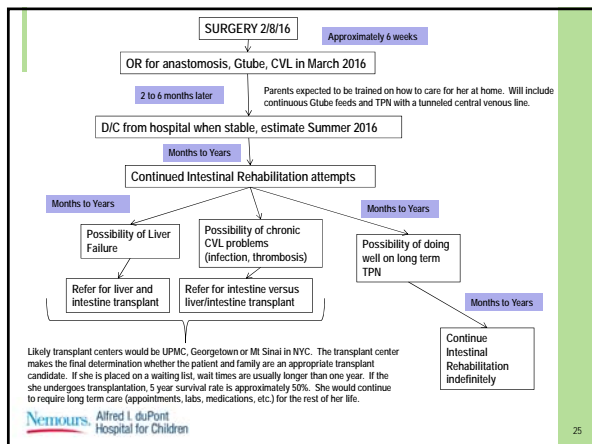 SURGERY 2/8/16
Approximately 6 weeks
OR for anastomosis, Gtube, CVL in March 2016
2 to 6 months later
Parents expected to be trained on how to care for her at home. Will include
continuous Gtube feeds and TPN with a tunneled central venous line.
D/C from hospital when stable, estimate Summer 2016
Months to Years
Continued Intestinal Rehabilitation attempts
Months to Years
Months to Years
Possibility of Liver
Failure
Possibility of chronic
CVL problems
(infection, thrombosis)
Possibility of doing
well on long term
TPN
Refer for liver and
intestine transplant
Refer for intestine versus
liver/intestine transplant
Months to Years
Continue
Intestinal
Rehabilitation
indefinitely
Likely transplant centers would be UPMC, Georgetown or Mt Sinai in NYC. The transplant center
makes the final determination whether the patient and family are an appropriate transplant
candidate. If she is placed on a waiting list, wait times are usually longer than one year. If the
she undergoes transplantation, 5 year survival rate is approximately 50%. She would continue
to require long term care (appointments, labs, medications, etc.) for the rest of her life.
Nemours. Alfred I. duPont
Hospital for Children
25